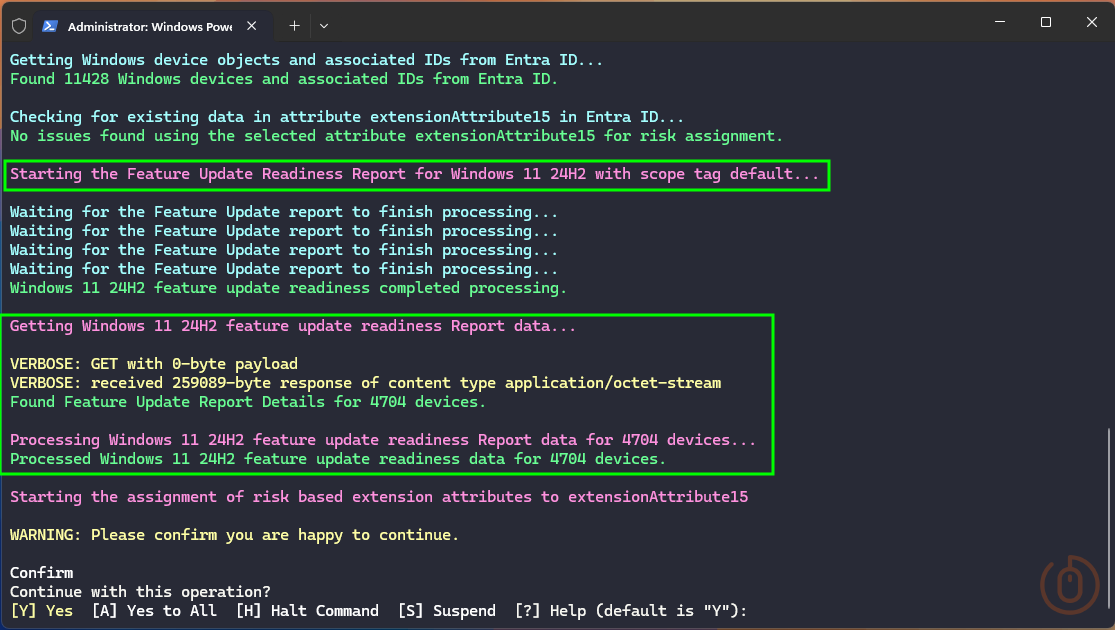 Administrator: Windows Powe
Getting Windows device objects and associated IDs from Entra ID...
Found 11428 Windows devices and associated IDs from Entra ID.
Checking for existing data in attribute extensionAttribute15 in Entra ID...
No issues found using the selected attribute extensionAttribute15 for risk assignment.
Starting the Feature Update Readiness Report for Windows 11 24H2 with scope tag default...
Waiting for the Feature Update report to finish processing...
Waiting for the Feature Update report to finish processing...
Waiting for the Feature Update report to finish processing...
Waiting for the Feature Update report to finish processing...
Windows 11 24H2 feature update readiness completed processing.
Getting Windows 11 24H2 feature update readiness Report data...
VERBOSE: GET with 0-byte payload
VERBOSE: received 259089-byte response of content type application/octet-stream
Found Feature Update Report Details for 4704 devices.
Processing Windows 11 24H2 feature update readiness Report data for 4704 devices...
Processed Windows 11 24H2 feature update readiness data for 4704 devices.
Starting the assignment of risk based extension attributes to extensionAttribute15
WARNING: Please confirm you are happy to continue.
Confirm
Continue with this operation?
[Y] Yes  [A] Yes to All  [H] Halt Command  [S] Suspend  [?] Help (default is "Y"):